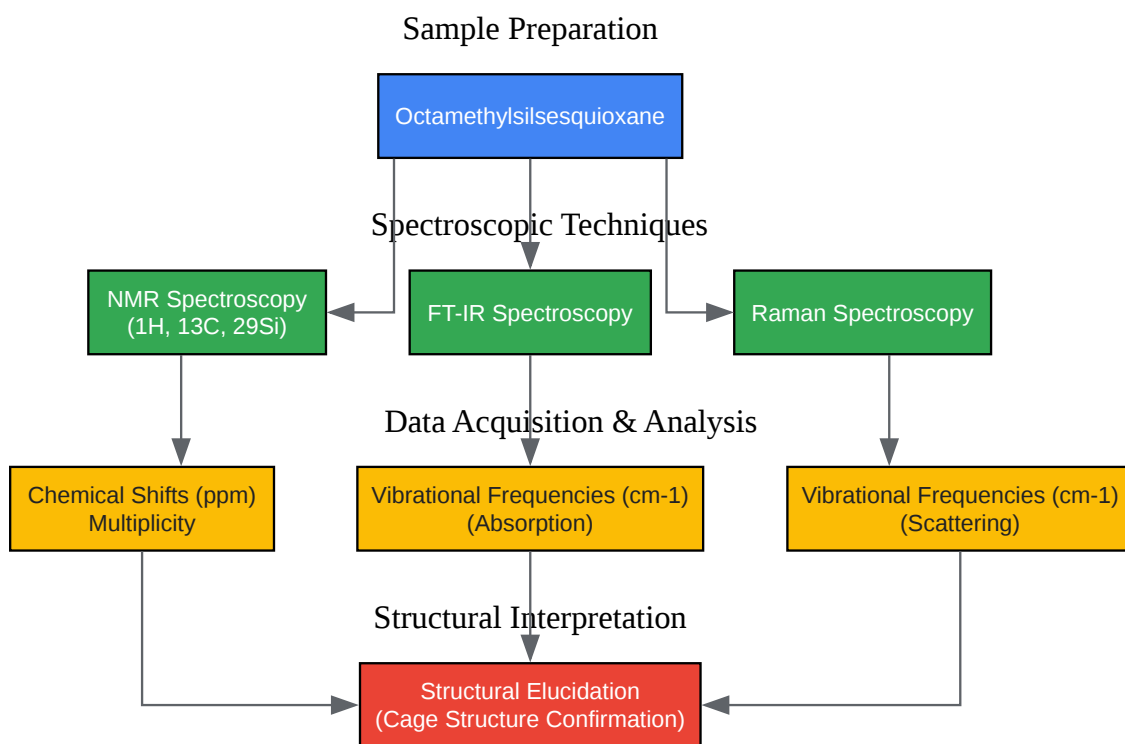 Sample Preparation
Octamethylsilsesquioxane
Spectroscopic Techniques
NMR Spectroscopy
(1H, 13C, 29Si)
FT-IR Spectroscopy
Raman Spectroscopy
Data Acquisition & Analysis
Chemical Shifts (ppm)
Multiplicity
Vibrational Frequencies (cm-1)
(Absorption)
Vibrational Frequencies (cm-1)
(Scattering)
Structural Interpretation
Structural Elucidation
(Cage Structure Confirmation)